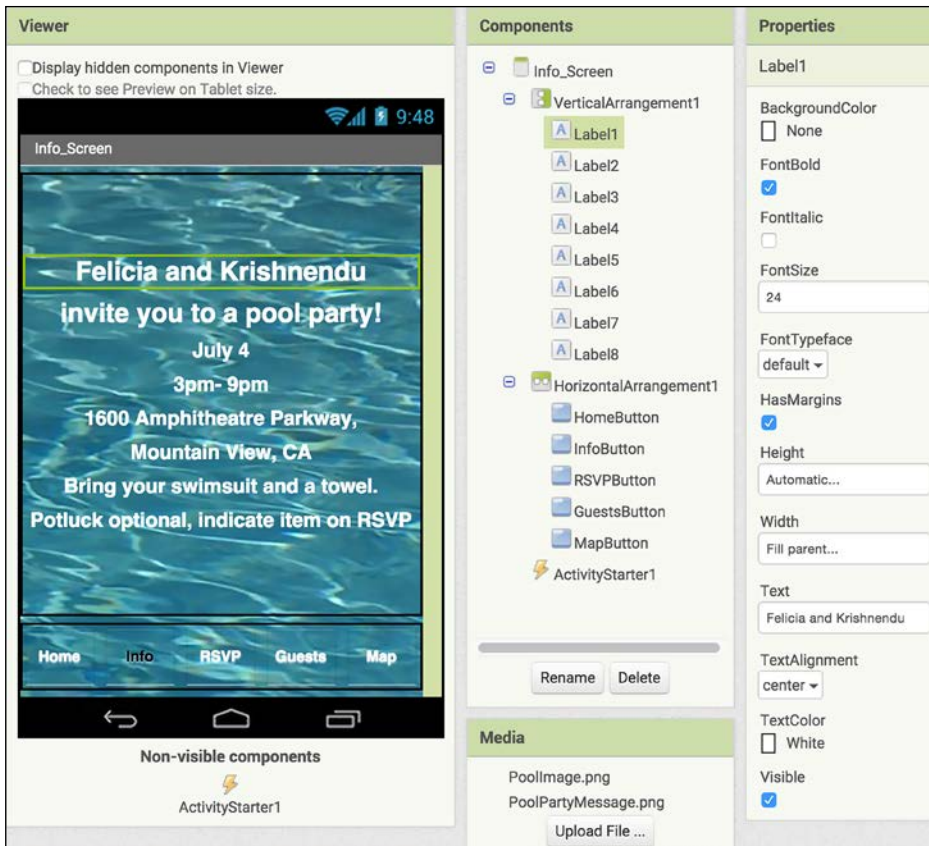 Viewer
Display hidden components in Viewer
Check to see Preview on Tablet size.
9:48
Info_Screen
Felicia and Krishnendu
invite you to a pool party!
July 4
3pm- 9pm
1600 Amphitheatre Parkway,
Mountain View, CA
Bring your swimsuit and a towel.
Potluck optional, indicate item on RSVP
Home Info RSVP Guests Map
Non-visible components
ActivityStarter1
Components
Info_Screen
VerticalArrangement1
A Label1
A Label2
A Label3
A Label4
A Label5
A Label6
A Label7
A Label8
HorizontalArrangement1
HomeButton
InfoButton
RSVPButton
GuestsButton
MapButton
ActivityStarter1
Rename Delete
Media
PoolImage.png
PoolPartyMessage.png
Upload File ...
Properties
Label1
BackgroundColor
None
FontBold
FontItalic
FontSize
24
FontTypeface
default
HasMargins
Height
Automatic...
Width
Fill parent...
Text
Felicia and Krishnendu
TextAlignment
center
TextColor
White
Visible